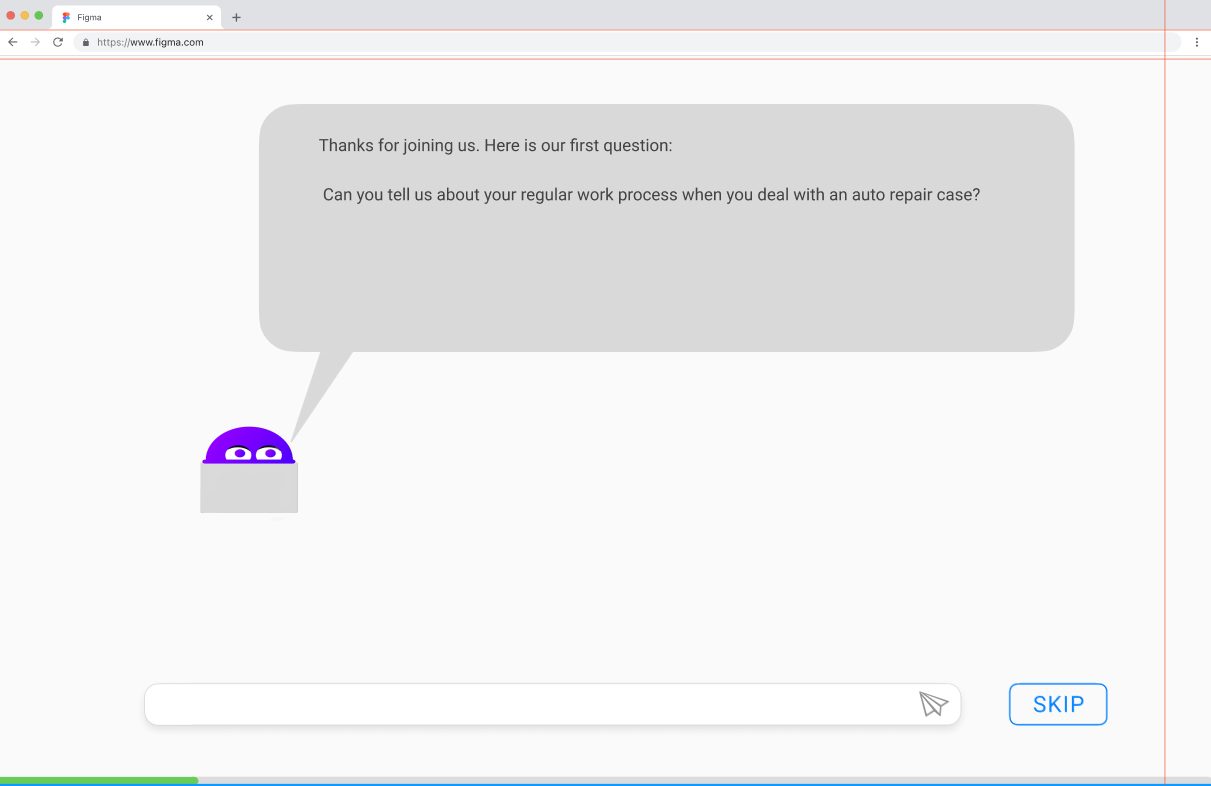 Figma
https://www.figma.com
Thanks for joining us. Here is our first question:
Can you tell us about your regular work process when you deal with an auto repair case?
SKIP